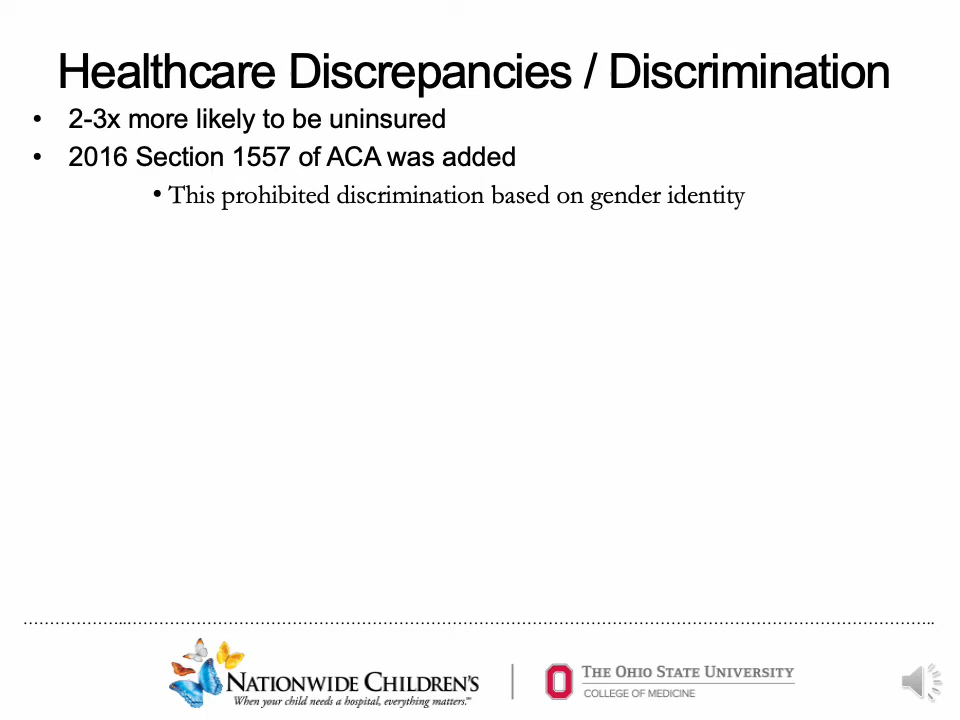 Healthcare Discrepancies / Discrimination
• 2-3x more likely to be uninsured
• 2016 Section 1557 of ACA was added
• This prohibited discrimination based on gender identity
NATIONWIDE CHILDREN'S
When your child needs a hospital, everything matters.™
THE OHIO STATE UNIVERSITY
COLLEGE OF MEDICINE